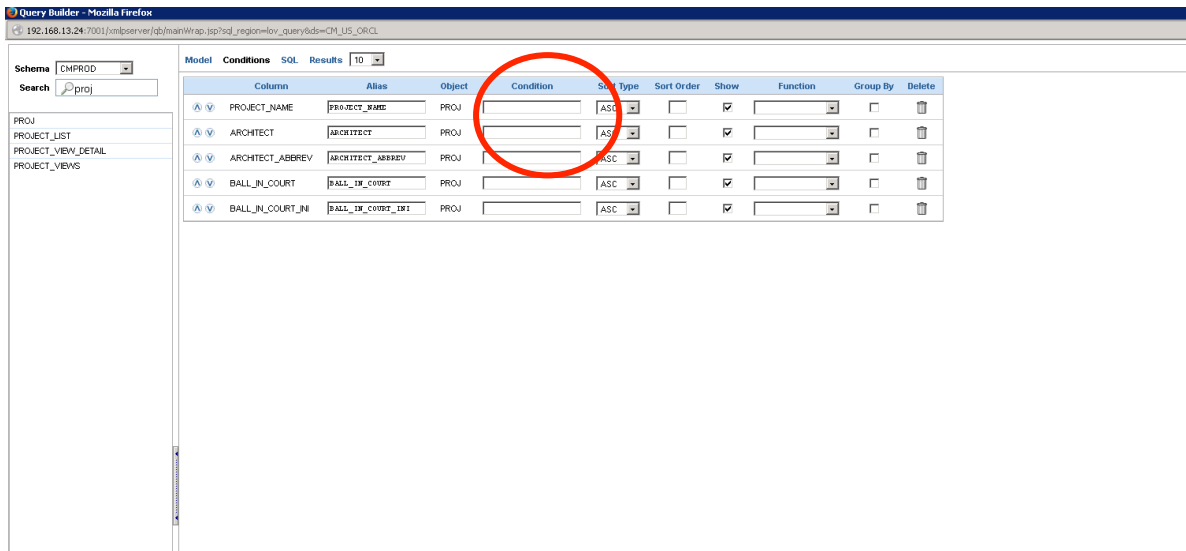 Query Builder - Mozilla Firefox
192.168.13.24:7001/xmlpserver/qb/mainWrap.jsp?sql_region=lov_query&ds=CM_US_ORCL
Schema CMPROD
Search proj
PROJ
PROJECT_LIST
PROJECT_VIEW_DETAIL
PROJECT_VIEWS
Model Conditions SQL Results 10
Column Alias Object Condition Sort Type Sort Order Show Function Group By Delete
PROJECT_NAME PROJECT_NAME PROJ ASC
ARCHITECT ARCHITECT PROJ ASC
ARCHITECT_ABBREV ARCHITECT_ABBREV PROJ ASC
BALL_IN_COURT BALL_IN_COURT PROJ ASC
BALL_IN_COURT_INI BALL_IN_COURT_INI PROJ ASC